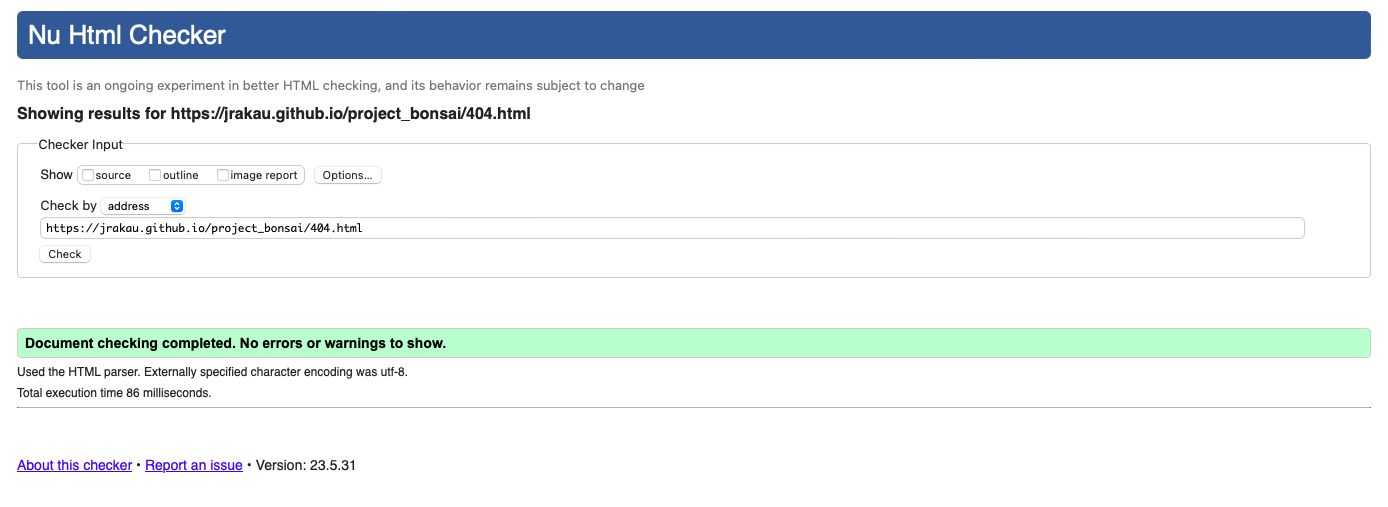 Nu Html Checker
This tool is an ongoing experiment in better HTML checking, and its behavior remains subject to change
Showing results for https://jrakau.github.io/project_bonsai/404.html
Checker Input
Show source outline image report Options...
Check by address
https://jrakau.github.io/project_bonsai/404.html
Check
Document checking completed. No errors or warnings to show.
Used the HTML parser. Externally specified character encoding was utf-8.
Total execution time 86 milliseconds.
About this checker • Report an issue • Version: 23.5.31